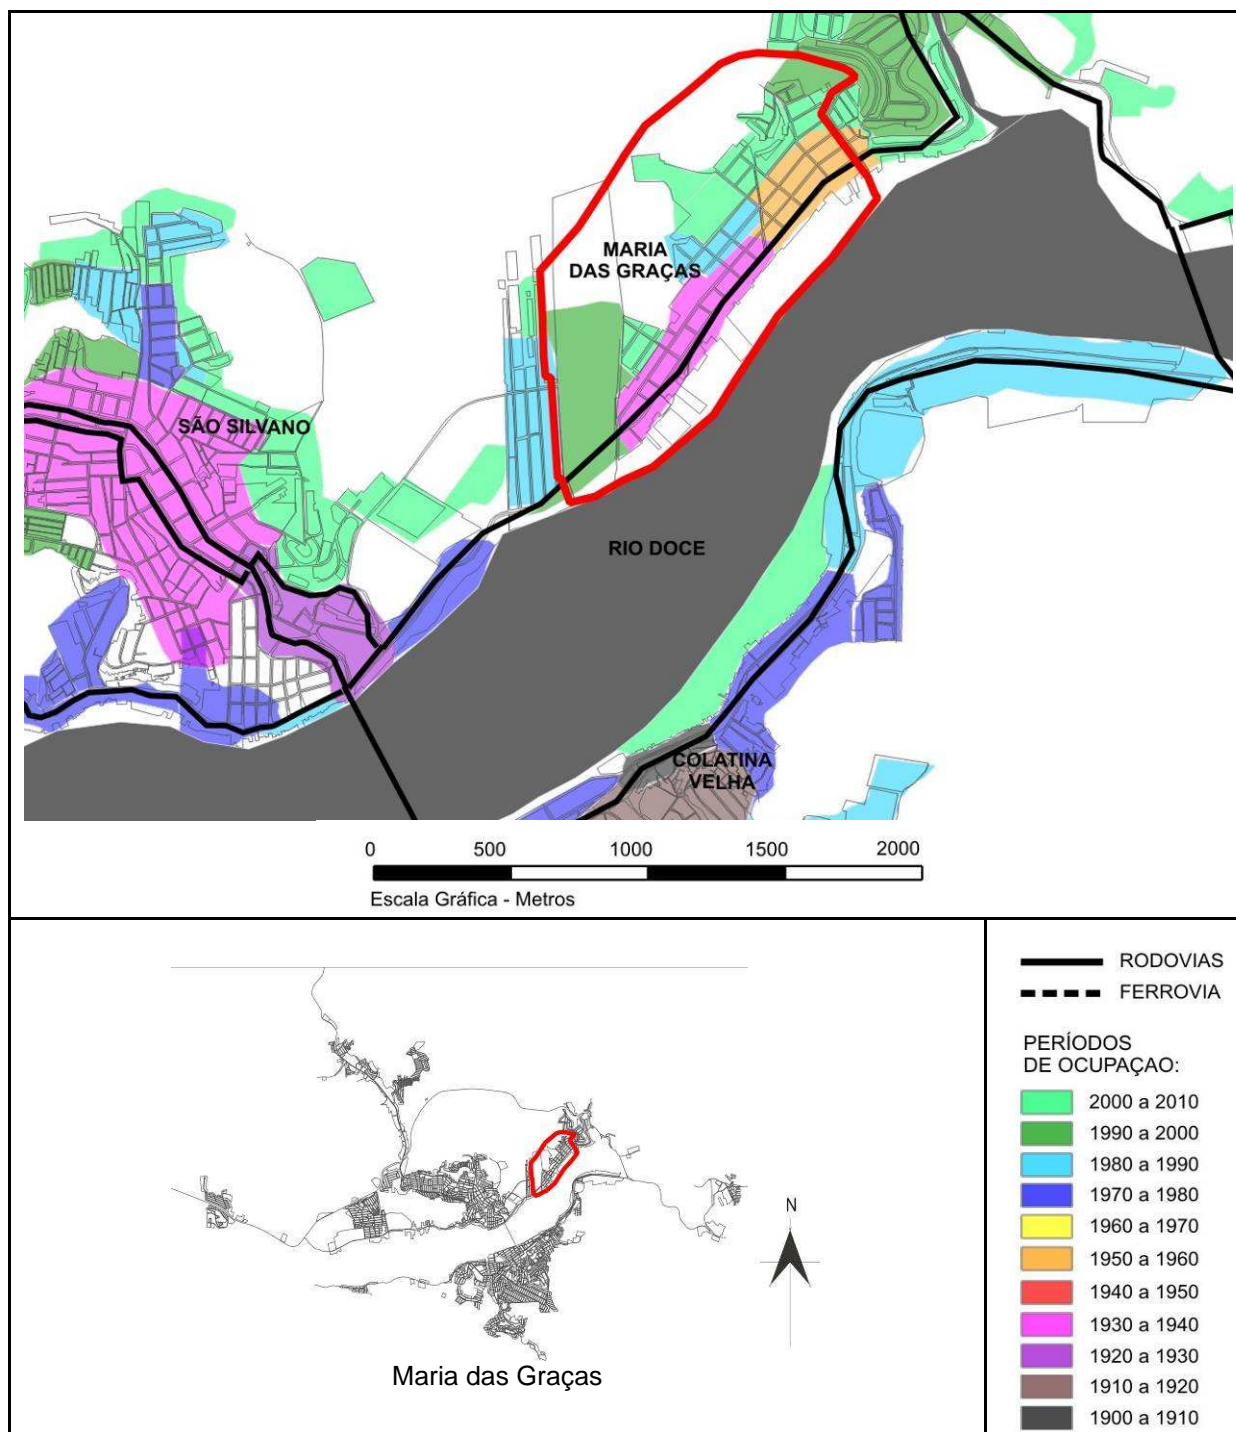 MARIA
DAS GRAÇAS
SÃO SILVANO
RIO DOCE
COLATINA
VELHA
0 500 1000 1500 2000
Escala Gráfica - Metros
N
Maria das Graças
RODOVIAS
FERROVIA
PERÍODOS
DE OCUPAÇAO:
2000 a 2010
1990 a 2000
1980 a 1990
1970 a 1980
1960 a 1970
1950 a 1960
1940 a 1950
1930 a 1940
1920 a 1930
1910 a 1920
1900 a 1910